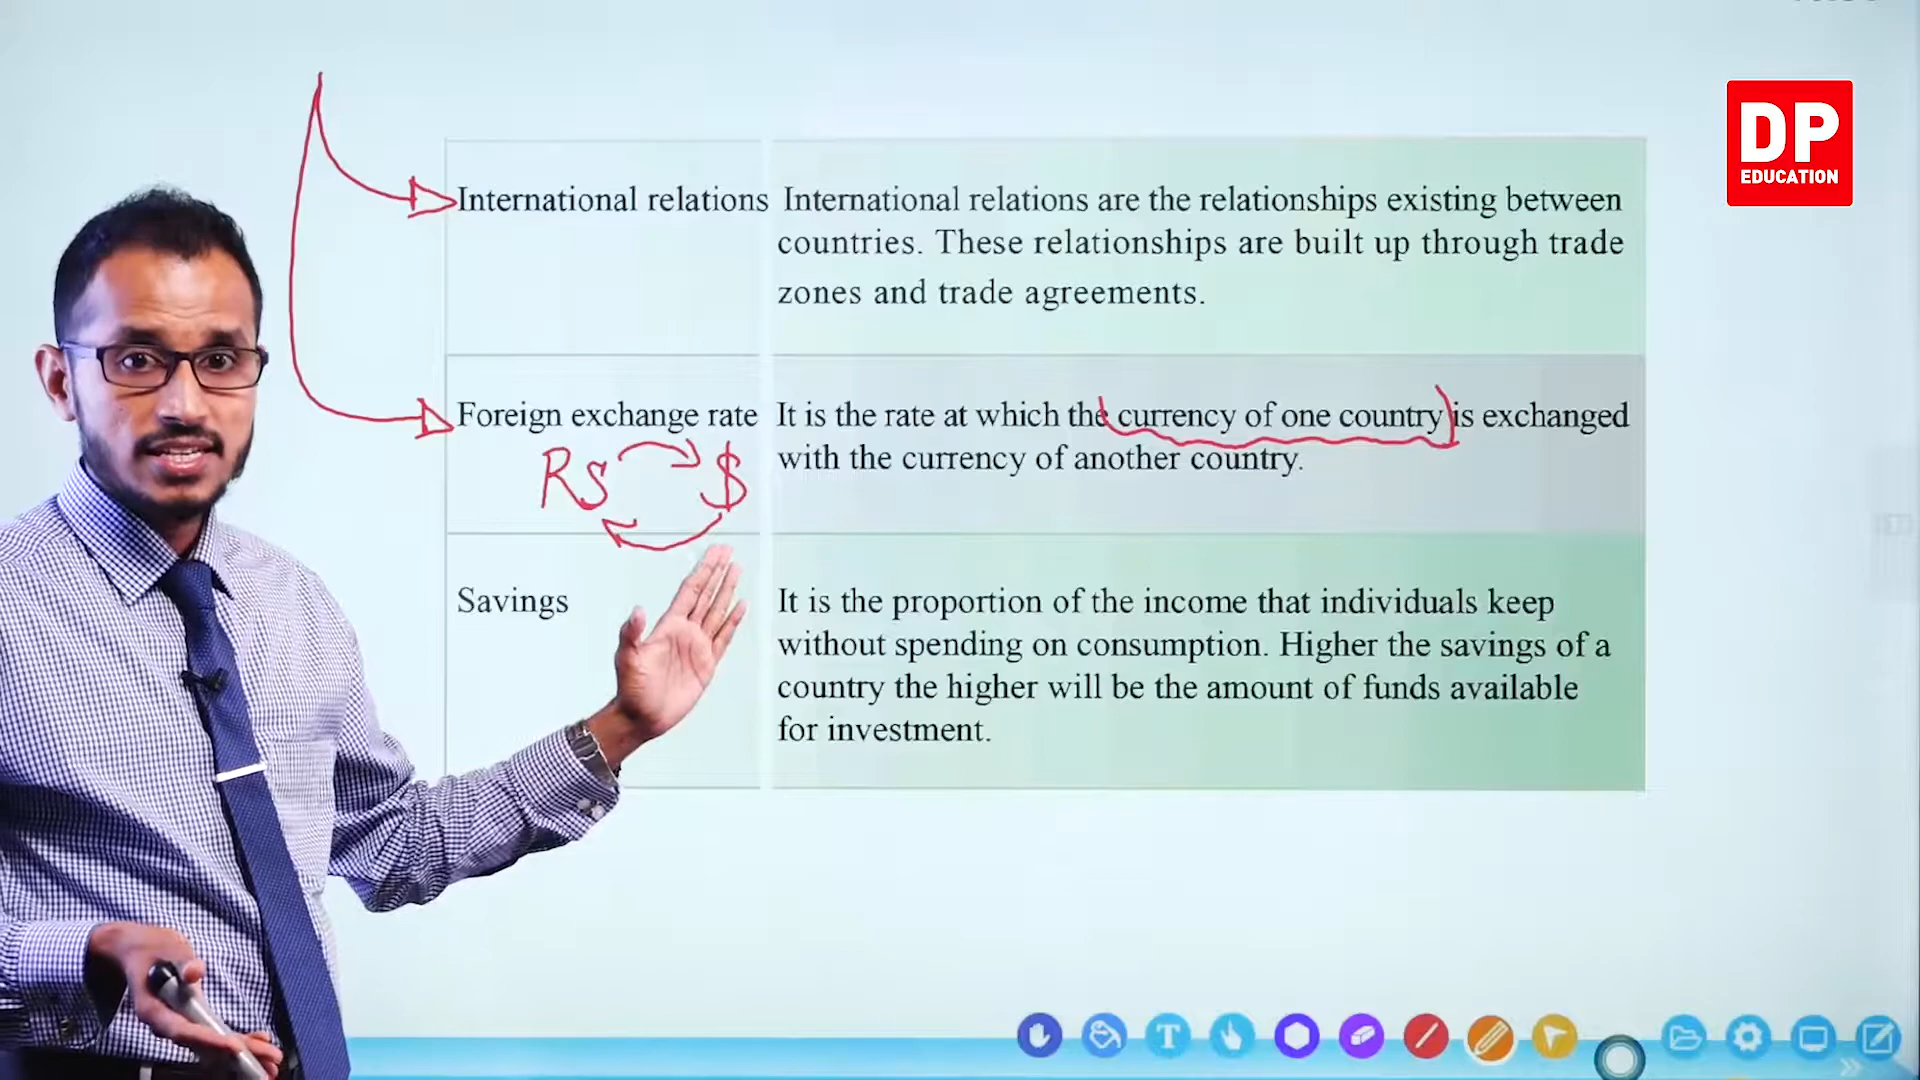 DP
EDUCATION
International relations
International relations are the relationships existing between
countries. These relationships are built up through trade
zones and trade agreements.
Foreign exchange rate
It is the rate at which the currency of one country is exchanged
with the currency of another country.
Rs $
Savings
It is the proportion of the income that individuals keep
without spending on consumption. Higher the savings of a
country the higher will be the amount of funds available
for investment.
T